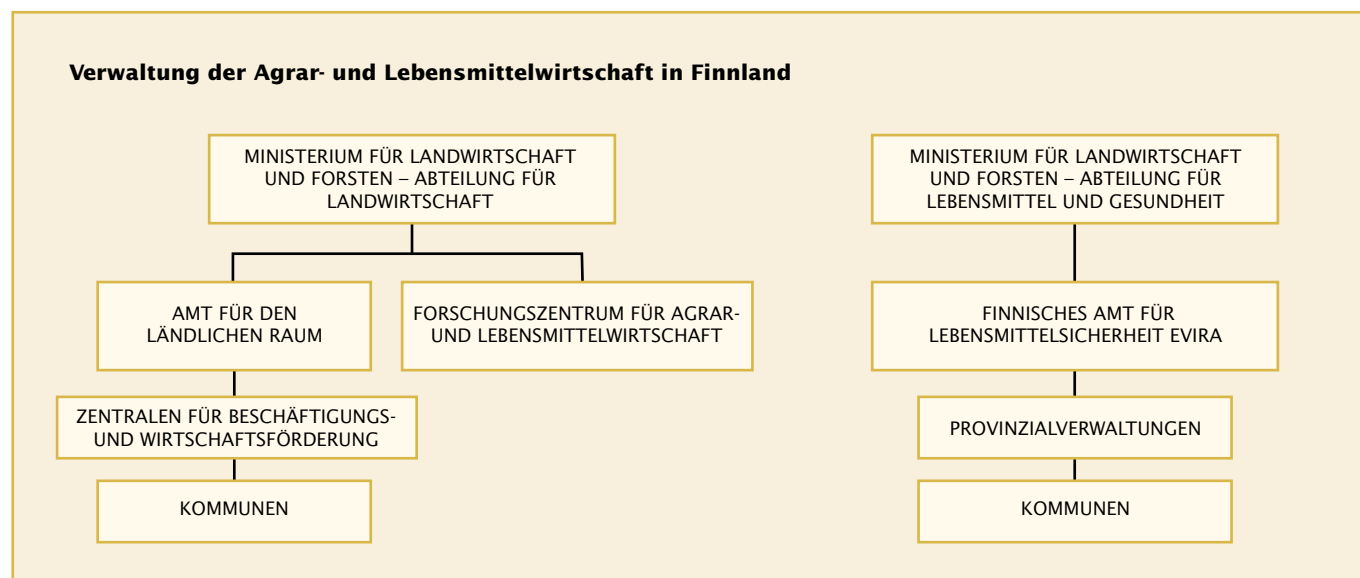 Verwaltung der Agrar- und Lebensmittelwirtschaft in Finnland
MINISTERIUM FÜR LANDWIRTSCHAFT
UND FORSTEN – ABTEILUNG FÜR
LANDWIRTSCHAFT
MINISTERIUM FÜR LANDWIRTSCHAFT
UND FORSTEN – ABTEILUNG FÜR
LEBENSMITTEL UND GESUNDHEIT
AMT FÜR DEN
LÄNDLICHEN RAUM
FORSCHUNGSZENTRUM FÜR AGRAR-
UND LEBENSMITTELWIRTSCHAFT
FINNISCHES AMT FÜR
LEBENSMITTELSICHERHEIT EVIRA
ZENTRALEN FÜR BESCHÄFTIGUNGS-
UND WIRTSCHAFTSFÖRDERUNG
PROVINZIALVERWALTUNGEN
KOMMUNEN
KOMMUNEN